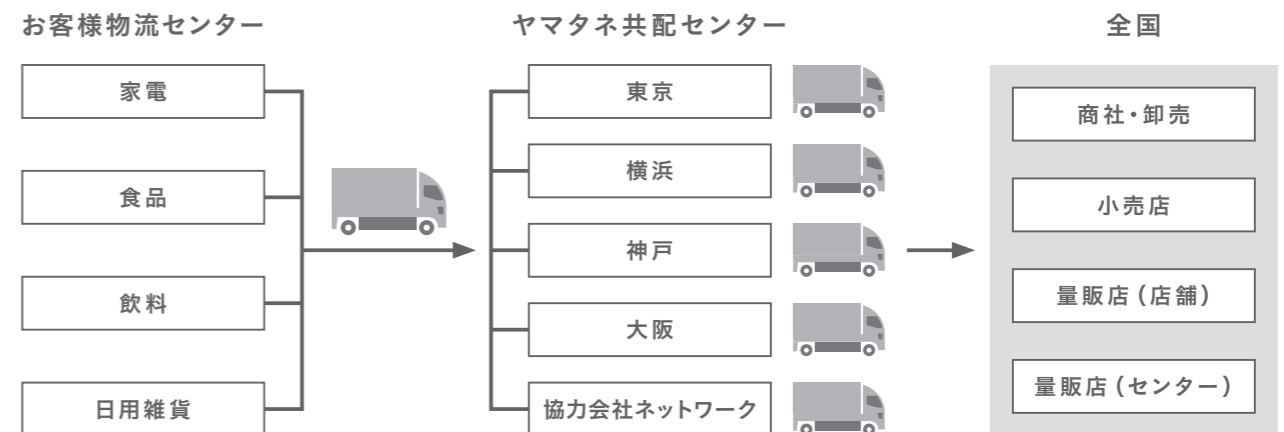 お客様物流センター
家電
食品
飲料
日用雑貨
ヤマタネ共配センター
東京
横浜
神戸
大阪
協力会社ネットワーク
全国
商社・卸売
小売店
量販店（店舗）
量販店（センター）